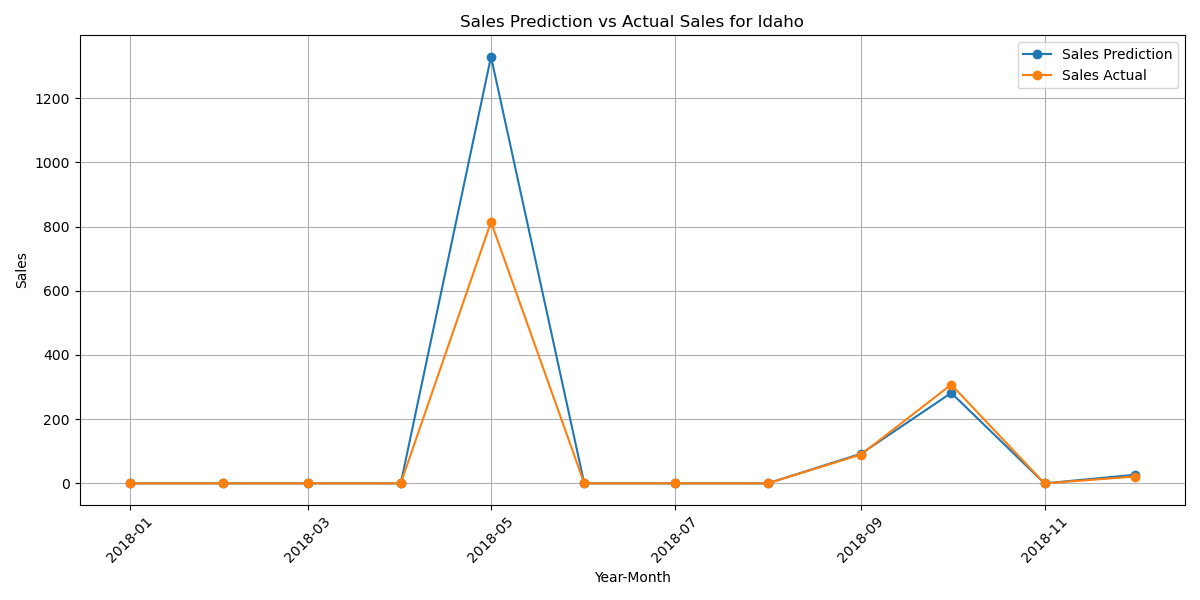 Sales Prediction vs Actual Sales for Idaho
Sales Prediction
Sales Actual
1200
1000
800
600
400
200
0
Sales
2018-01
2018-03
2018-05
2018-07
2018-09
2018-11
Year-Month